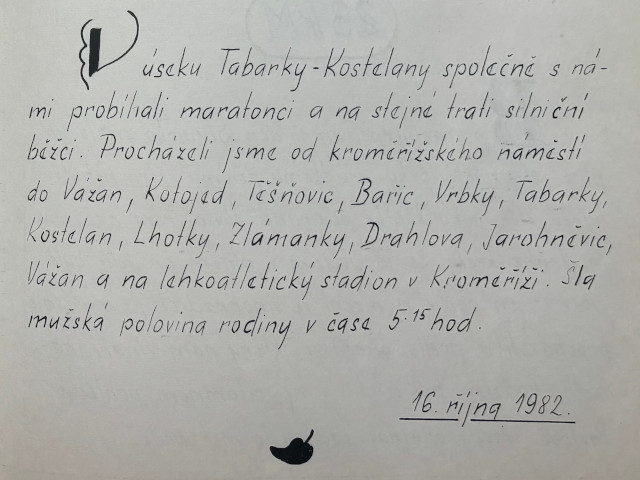 V úseku Tabarky-Kostelany společně s ná-
mi probíhali maratonci a na stejné trati silniční
běžci. Procházeli jsme od kroměřížského náměstí
do Vážan, Kotojed, Těšňovic, Bařic, Vrbky, Tabarky,
Kostelan, Lhotky, Zlámanky, Drahlova, Jarohněvic,
Vážan a na lehkoatletický stadion v Kroměříži. Šla
mužská polovina rodiny v čase 5.15 hod.
16. října 1982.